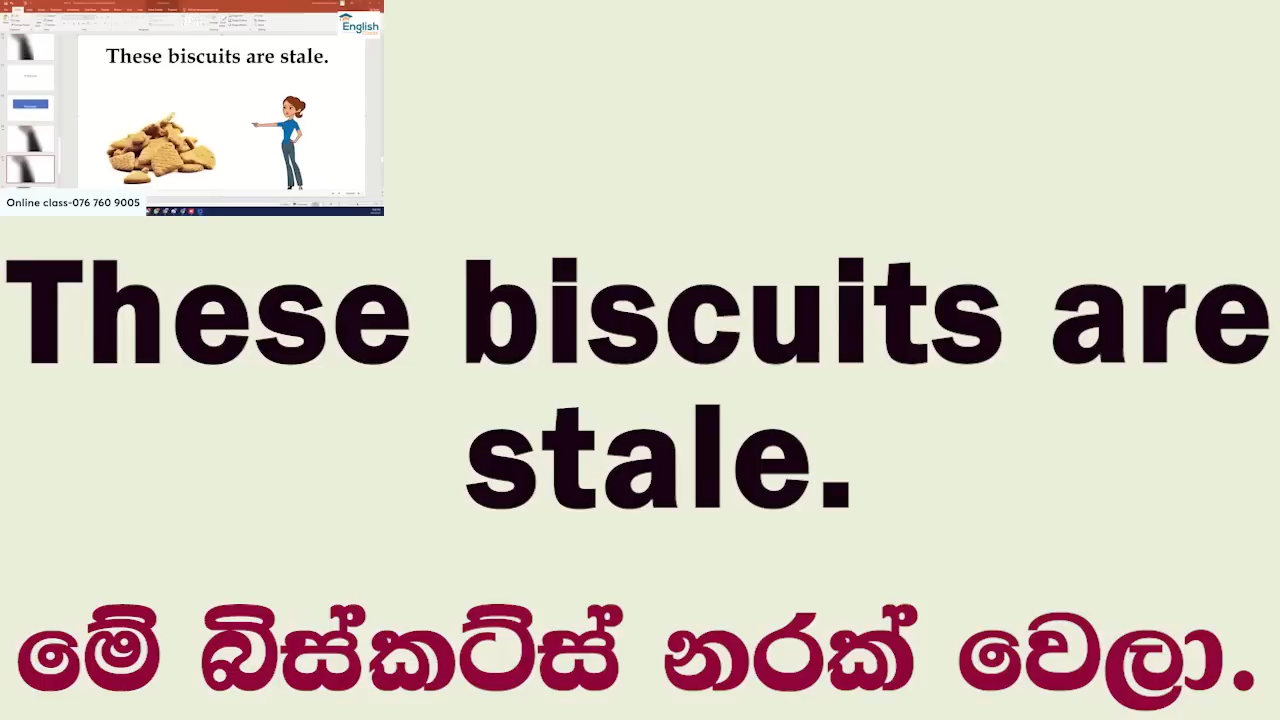 English
These biscuits are stale.
Online class-076 760 9005
These biscuits are
stale.
මේ බිස්කට්ස් නරක් වෙලා.